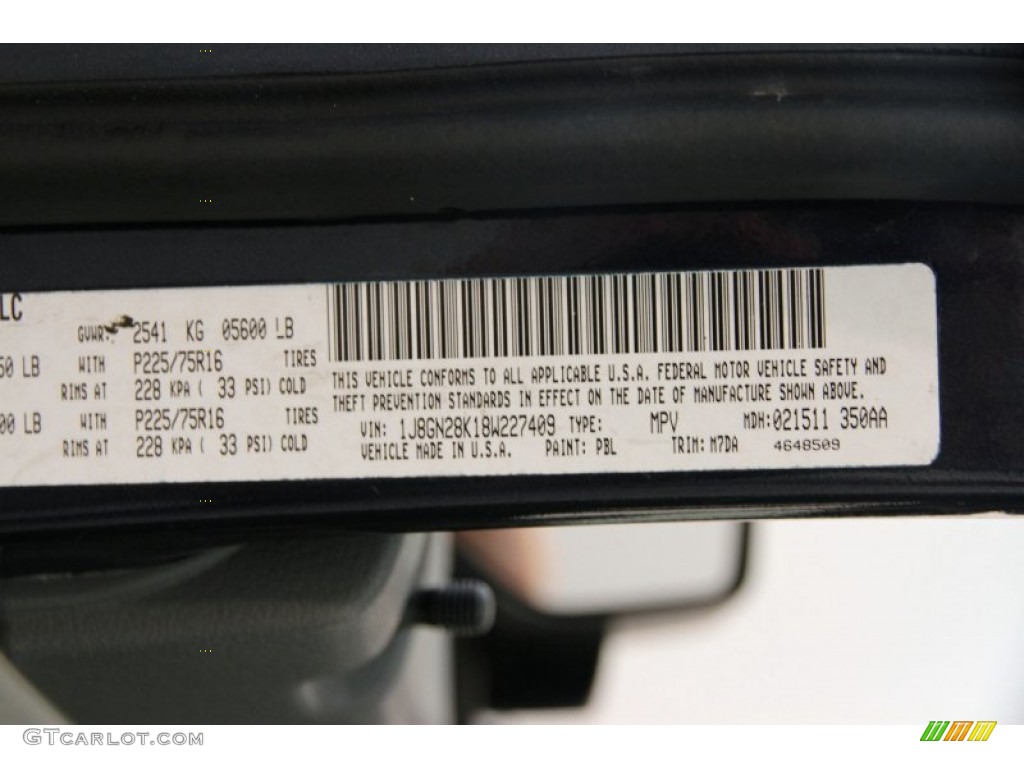 LC
GVWR: 2541 KG 05600 LB
50 LB WITH P225/75R16 TIRES
RIMS AT 228 KPA ( 33 PSI) COLD
00 LB WITH P225/75R16 TIRES
RIMS AT 228 KPA ( 33 PSI) COLD
THIS VEHICLE CONFORMS TO ALL APPLICABLE U.S.A. FEDERAL MOTOR VEHICLE SAFETY AND
THEFT PREVENTION STANDARDS IN EFFECT ON THE DATE OF MANUFACTURE SHOWN ABOVE.
VIN: 1J8GN28K18W227409 TYPE: MPV MDH:021511 350AA
VEHICLE MADE IN U.S.A. PAINT: PBL TRIM: M7DA 4648509
GTCARLOT.COM